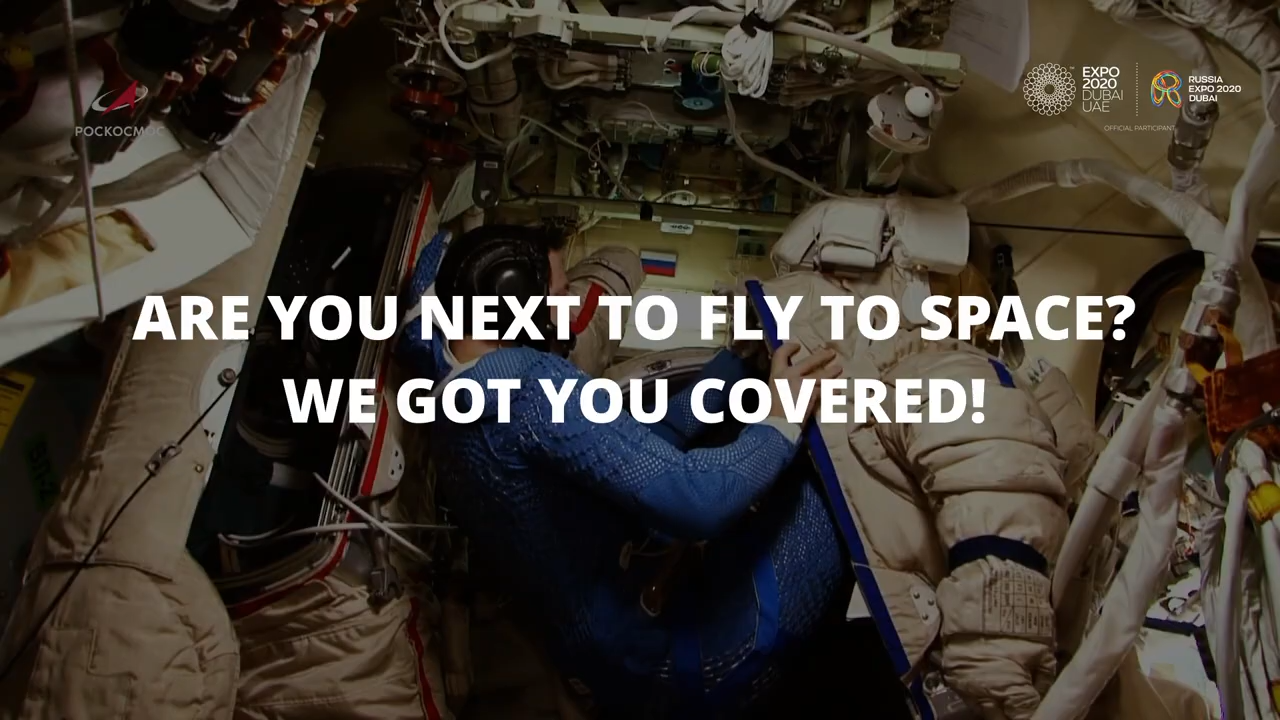 РОСКОСМОС
EXPO
2020
DUBAI
UAE
RUSSIA
EXPO 2020
DUBAI
OFFICIAL PARTICIPANT
ARE YOU NEXT TO FLY TO SPACE?
WE GOT YOU COVERED!